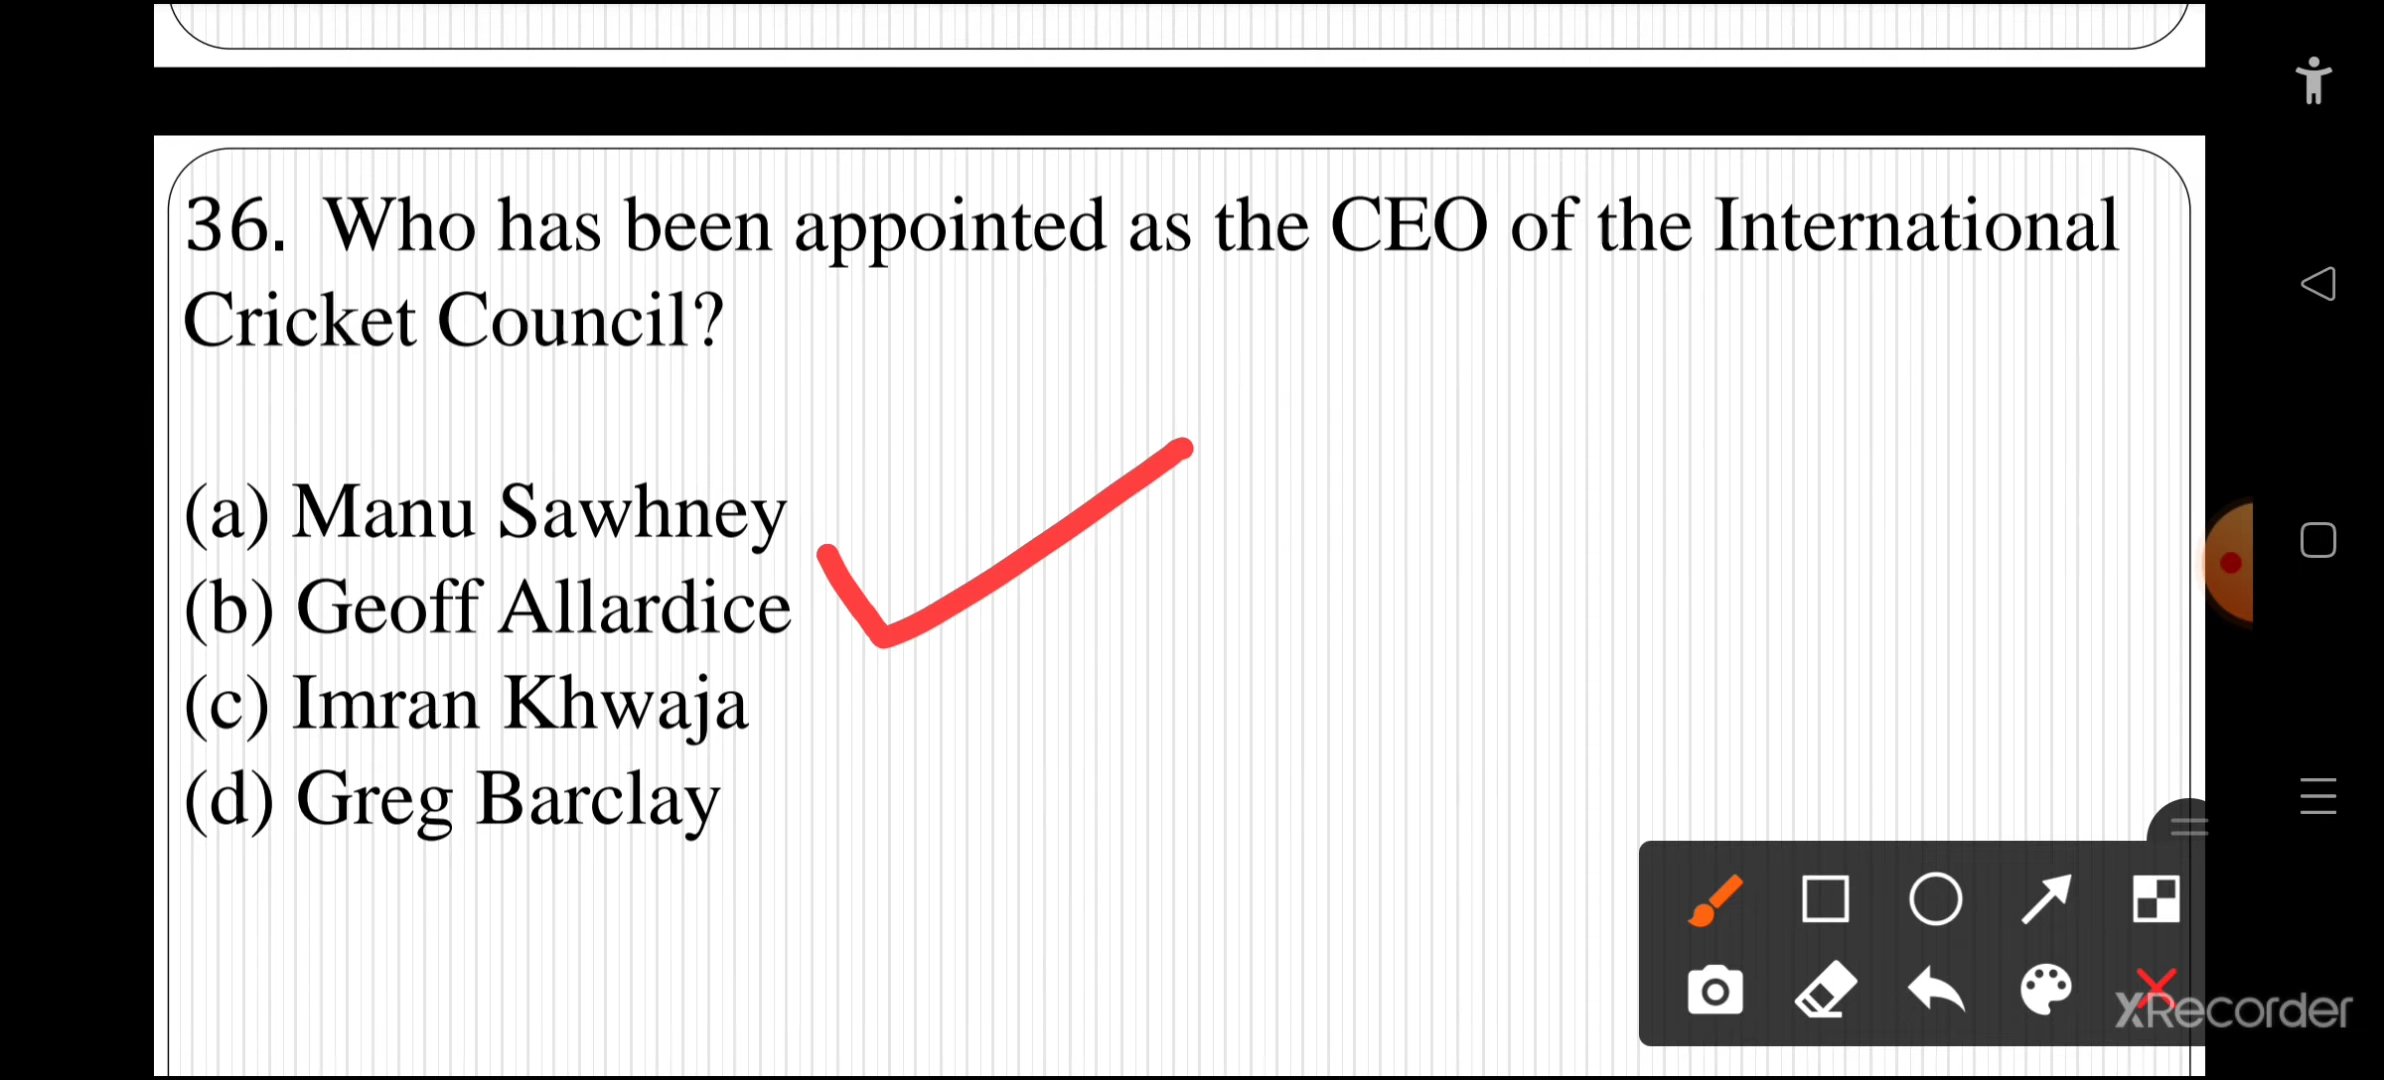 36. Who has been appointed as the CEO of the International
Cricket Council?
(a) Manu Sawhney
(b) Geoff Allardice
(c) Imran Khwaja
(d) Greg Barclay
XRecorder